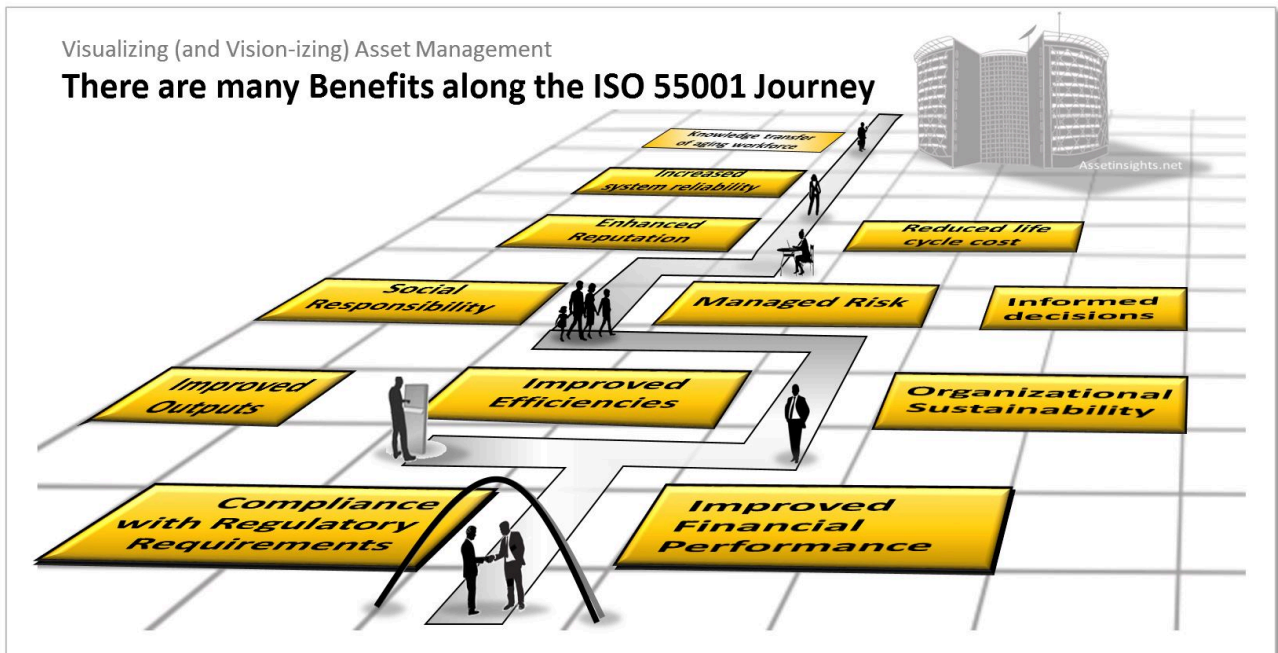 Visualizing (and Vision-izing) Asset Management
There are many Benefits along the ISO 55001 Journey
Assetinsights.net
Knowledge transfer
of aging workforce
Increased
system reliability
Enhanced
Reputation
Reduced life
cycle cost
Social
Responsibility
Managed Risk
Informed
decisions
Improved
Outputs
Improved
Efficiencies
Organizational
Sustainability
Compliance
with Regulatory
Requirements
Improved
Financial
Performance